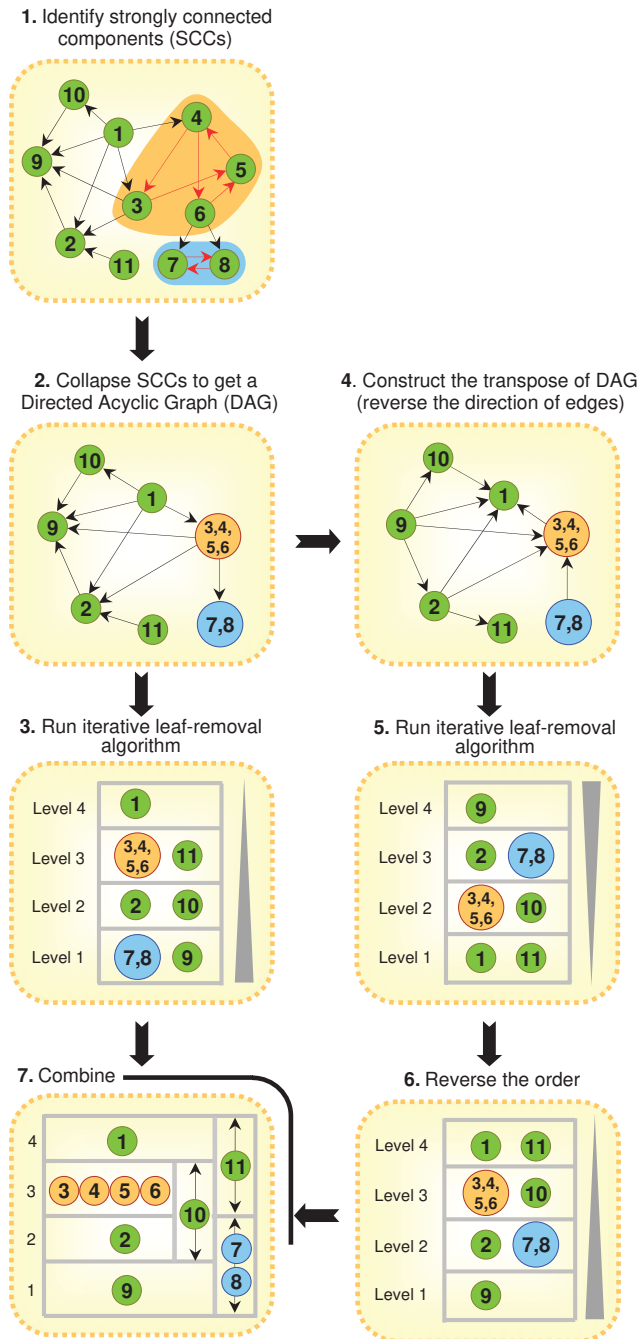 1. Identify strongly connected
components (SCCs)
10
1
4
9
5
3
6
2
11
7
8
2. Collapse SCCs to get a
Directed Acyclic Graph (DAG)
10
1
9
3,4,
5,6
2
11
7,8
4. Construct the transpose of DAG
(reverse the direction of edges)
10
1
9
3,4,
5,6
2
11
7,8
3. Run iterative leaf-removal
algorithm
Level 4
1
Level 3
3,4,
5,6
11
Level 2
2
10
Level 1
7,8
9
5. Run iterative leaf-removal
algorithm
Level 4
9
Level 3
2
7,8
Level 2
3,4,
5,6
10
Level 1
1
11
7. Combine
4
1
11
3
3 4 5 6
10
2
2
7
8
1
9
6. Reverse the order
Level 4
1
11
Level 3
3,4,
5,6
10
Level 2
2
7,8
Level 1
9